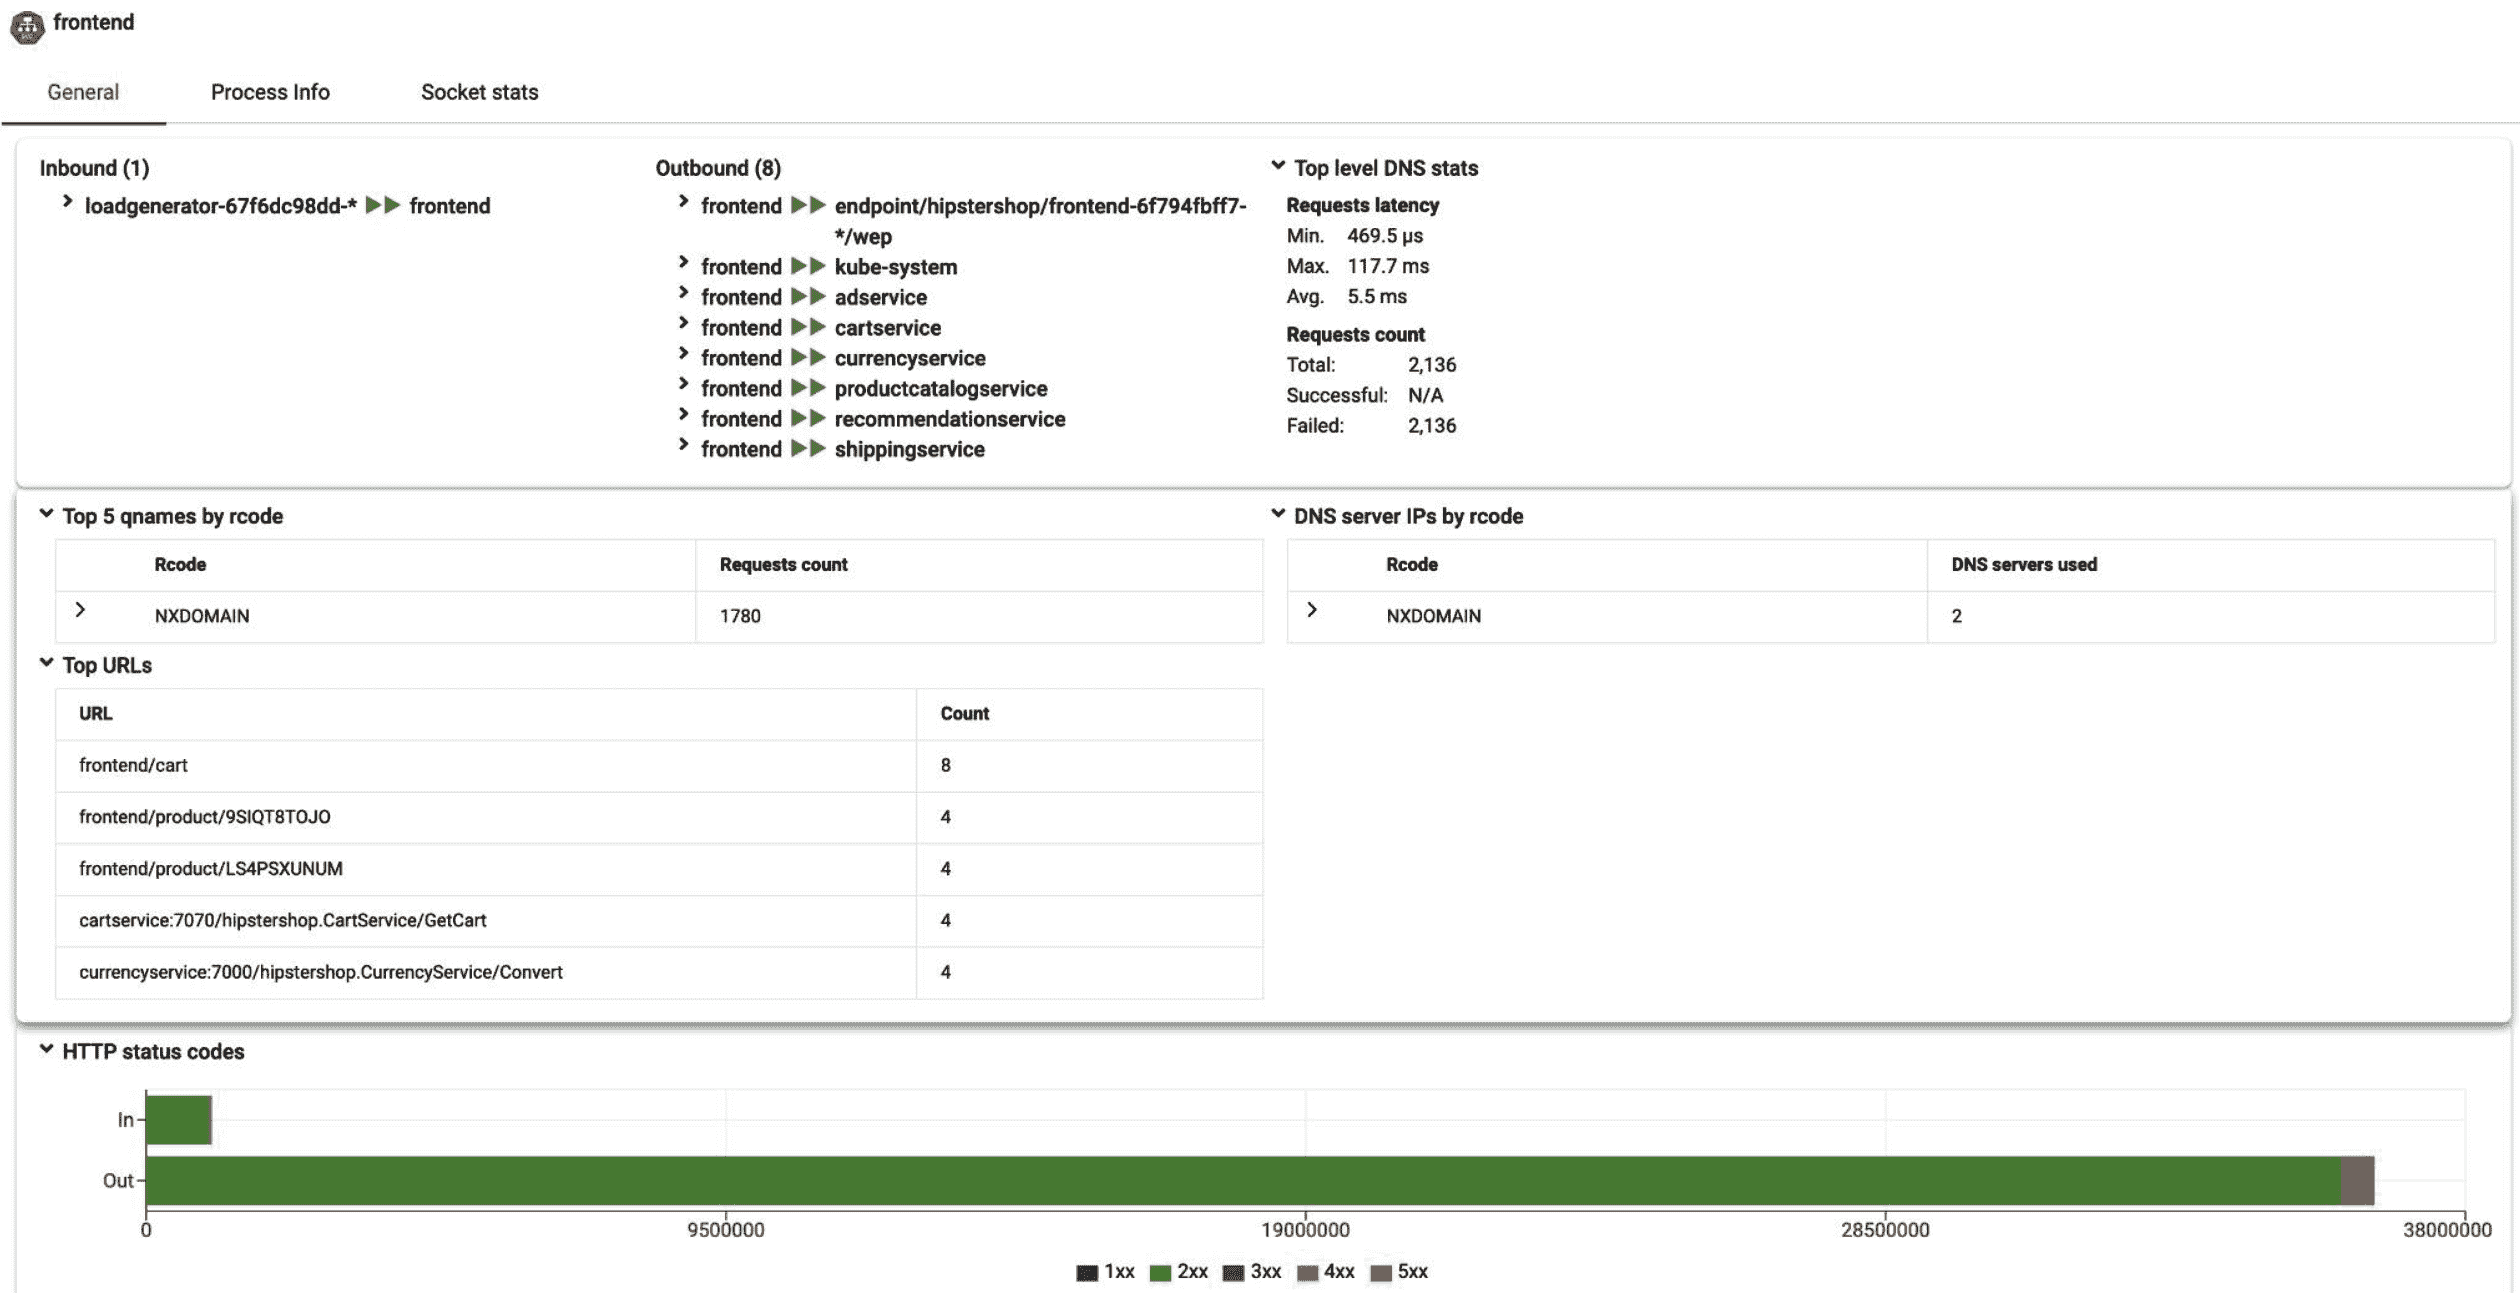 frontend
General Process Info Socket stats
Inbound (1)
loadgenerator-67f6dc98dd-* frontend
Outbound (8)
frontend endpoint/hipstershop/frontend-6f794fbff7-
*/wep
frontend kube-system
frontend adservice
frontend cartservice
frontend currencyservice
frontend productcatalogservice
frontend recommendationservice
frontend shippingservice
Top level DNS stats
Requests latency
Min. 469.5 µs
Max. 117.7 ms
Avg. 5.5 ms
Requests count
Total: 2,136
Successful: N/A
Failed: 2,136
Top 5 qnames by rcode
Rcode Requests count
NXDOMAIN 1780
DNS server IPs by rcode
Rcode DNS servers used
NXDOMAIN 2
Top URLs
URL Count
frontend/cart 8
frontend/product/9SIQT8TOJO 4
frontend/product/LS4PSXUNUM 4
cartservice:7070/hipstershop.CartService/GetCart 4
currencyservice:7000/hipstershop.CurrencyService/Convert 4
HTTP status codes
In
Out
0 9500000 19000000 28500000 38000000
1xx 2xx 3xx 4xx 5xx